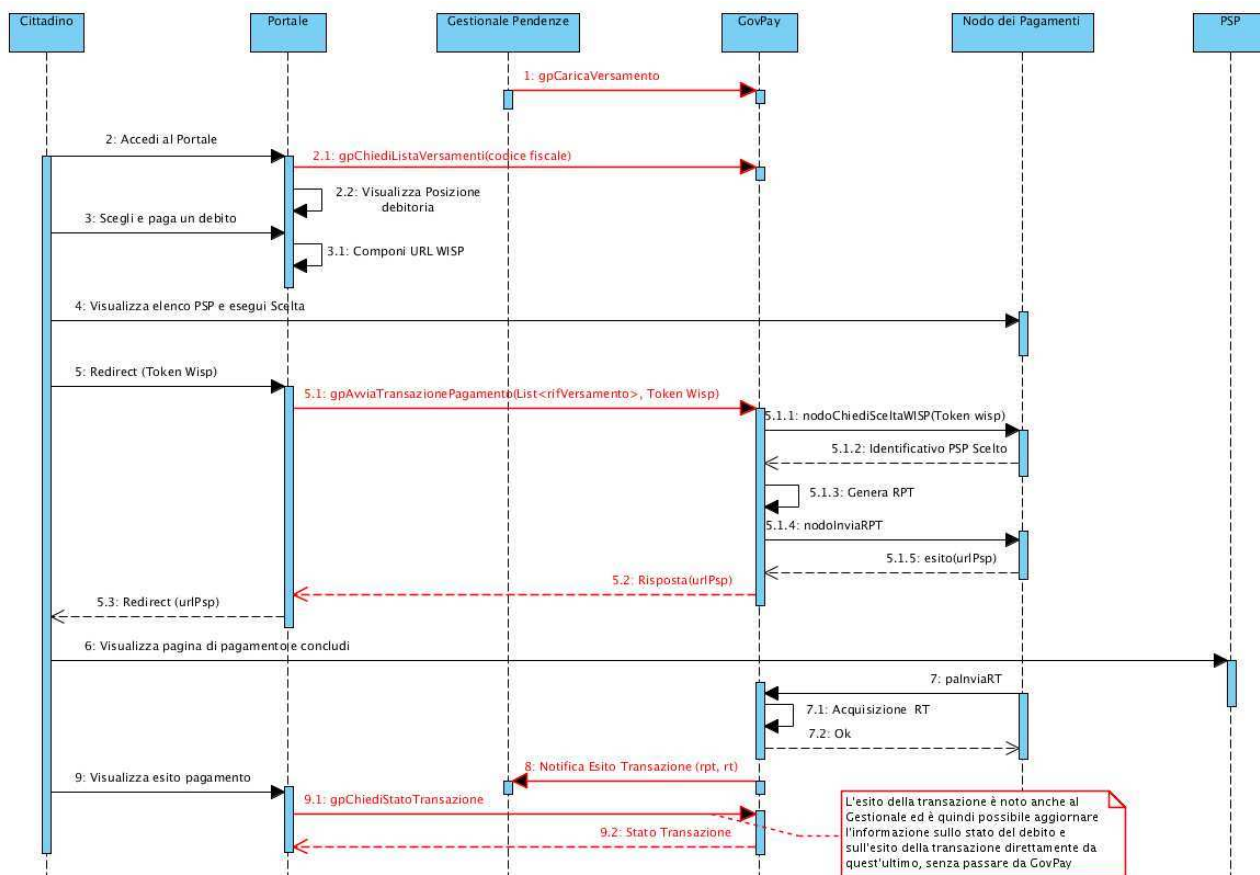 Cittadino
Portale
Gestionale Pendenze
GovPay
Nodo dei Pagamenti
PSP
1: gpCaricaVersamento
2: Accedi al Portale
2.1: gpChiediListaVersamenti(codice fiscale)
2.2: Visualizza Posizione
debitoria
3: Scegli e paga un debito
3.1: Componi URL WISP
4: Visualizza elenco PSP e esegui Scelta
5: Redirect (Token Wisp)
5.1: gpAvviaTransazionePagamento(List<rifVersamento>, Token Wisp)
5.1.1: nodoChiediSceltaWISP(Token wisp)
5.1.2: Identificativo PSP Scelto
5.1.3: Genera RPT
5.1.4: nodoInviaRPT
5.1.5: esito(urlPsp)
5.2: Risposta(urlPsp)
5.3: Redirect (urlPsp)
6: Visualizza pagina di pagamento e concludi
7: paInviaRT
7.1: Acquisizione RT
7.2: Ok
8: Notifica Esito Transazione (rpt, rt)
9: Visualizza esito pagamento
9.1: gpChiediStatoTransazione
9.2: Stato Transazione
L'esito della transazione è noto anche al
Gestionale ed è quindi possibile aggiornare
l'informazione sullo stato del debito e
sull'esito della transazione direttamente da
quest'ultimo, senza passare da GovPay